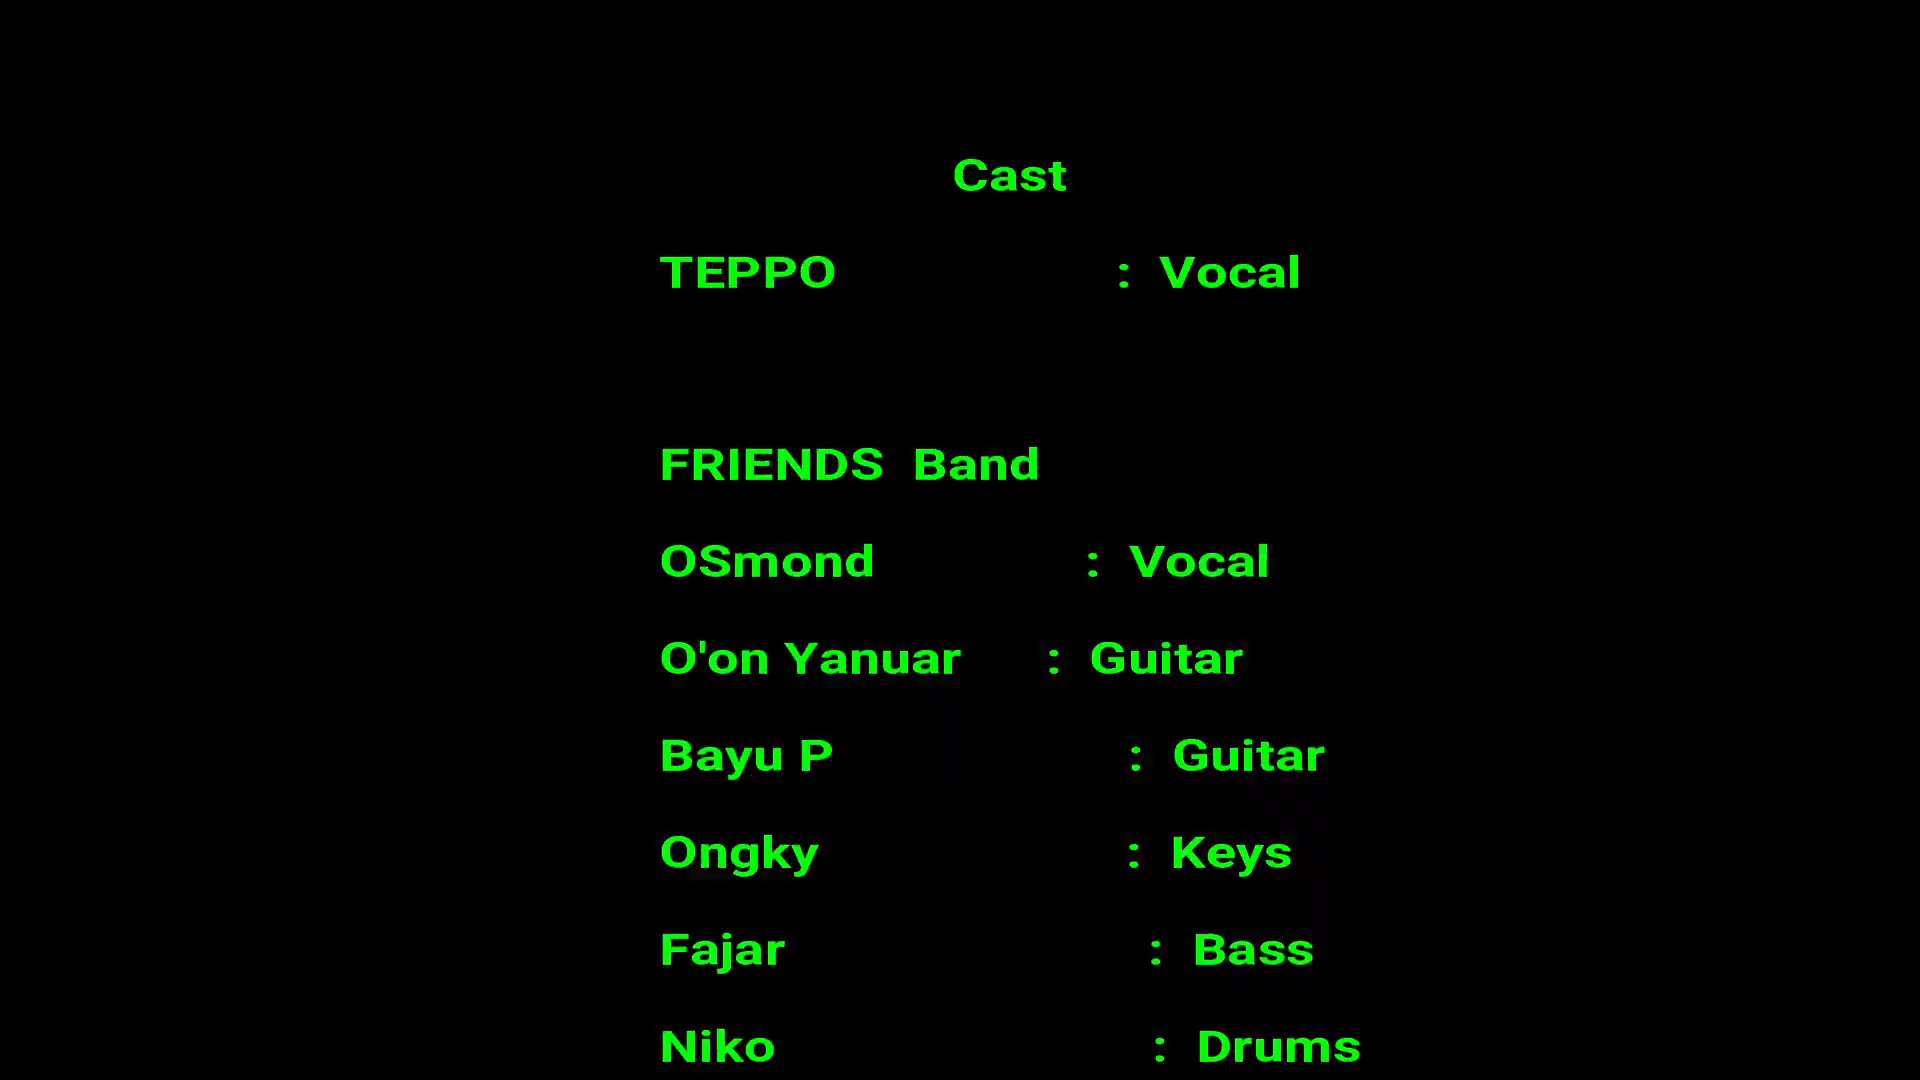 Cast
TEPPO : Vocal
FRIENDS Band
OSmond : Vocal
O'on Yanuar : Guitar
Bayu P : Guitar
Ongky : Keys
Fajar : Bass
Niko : Drums